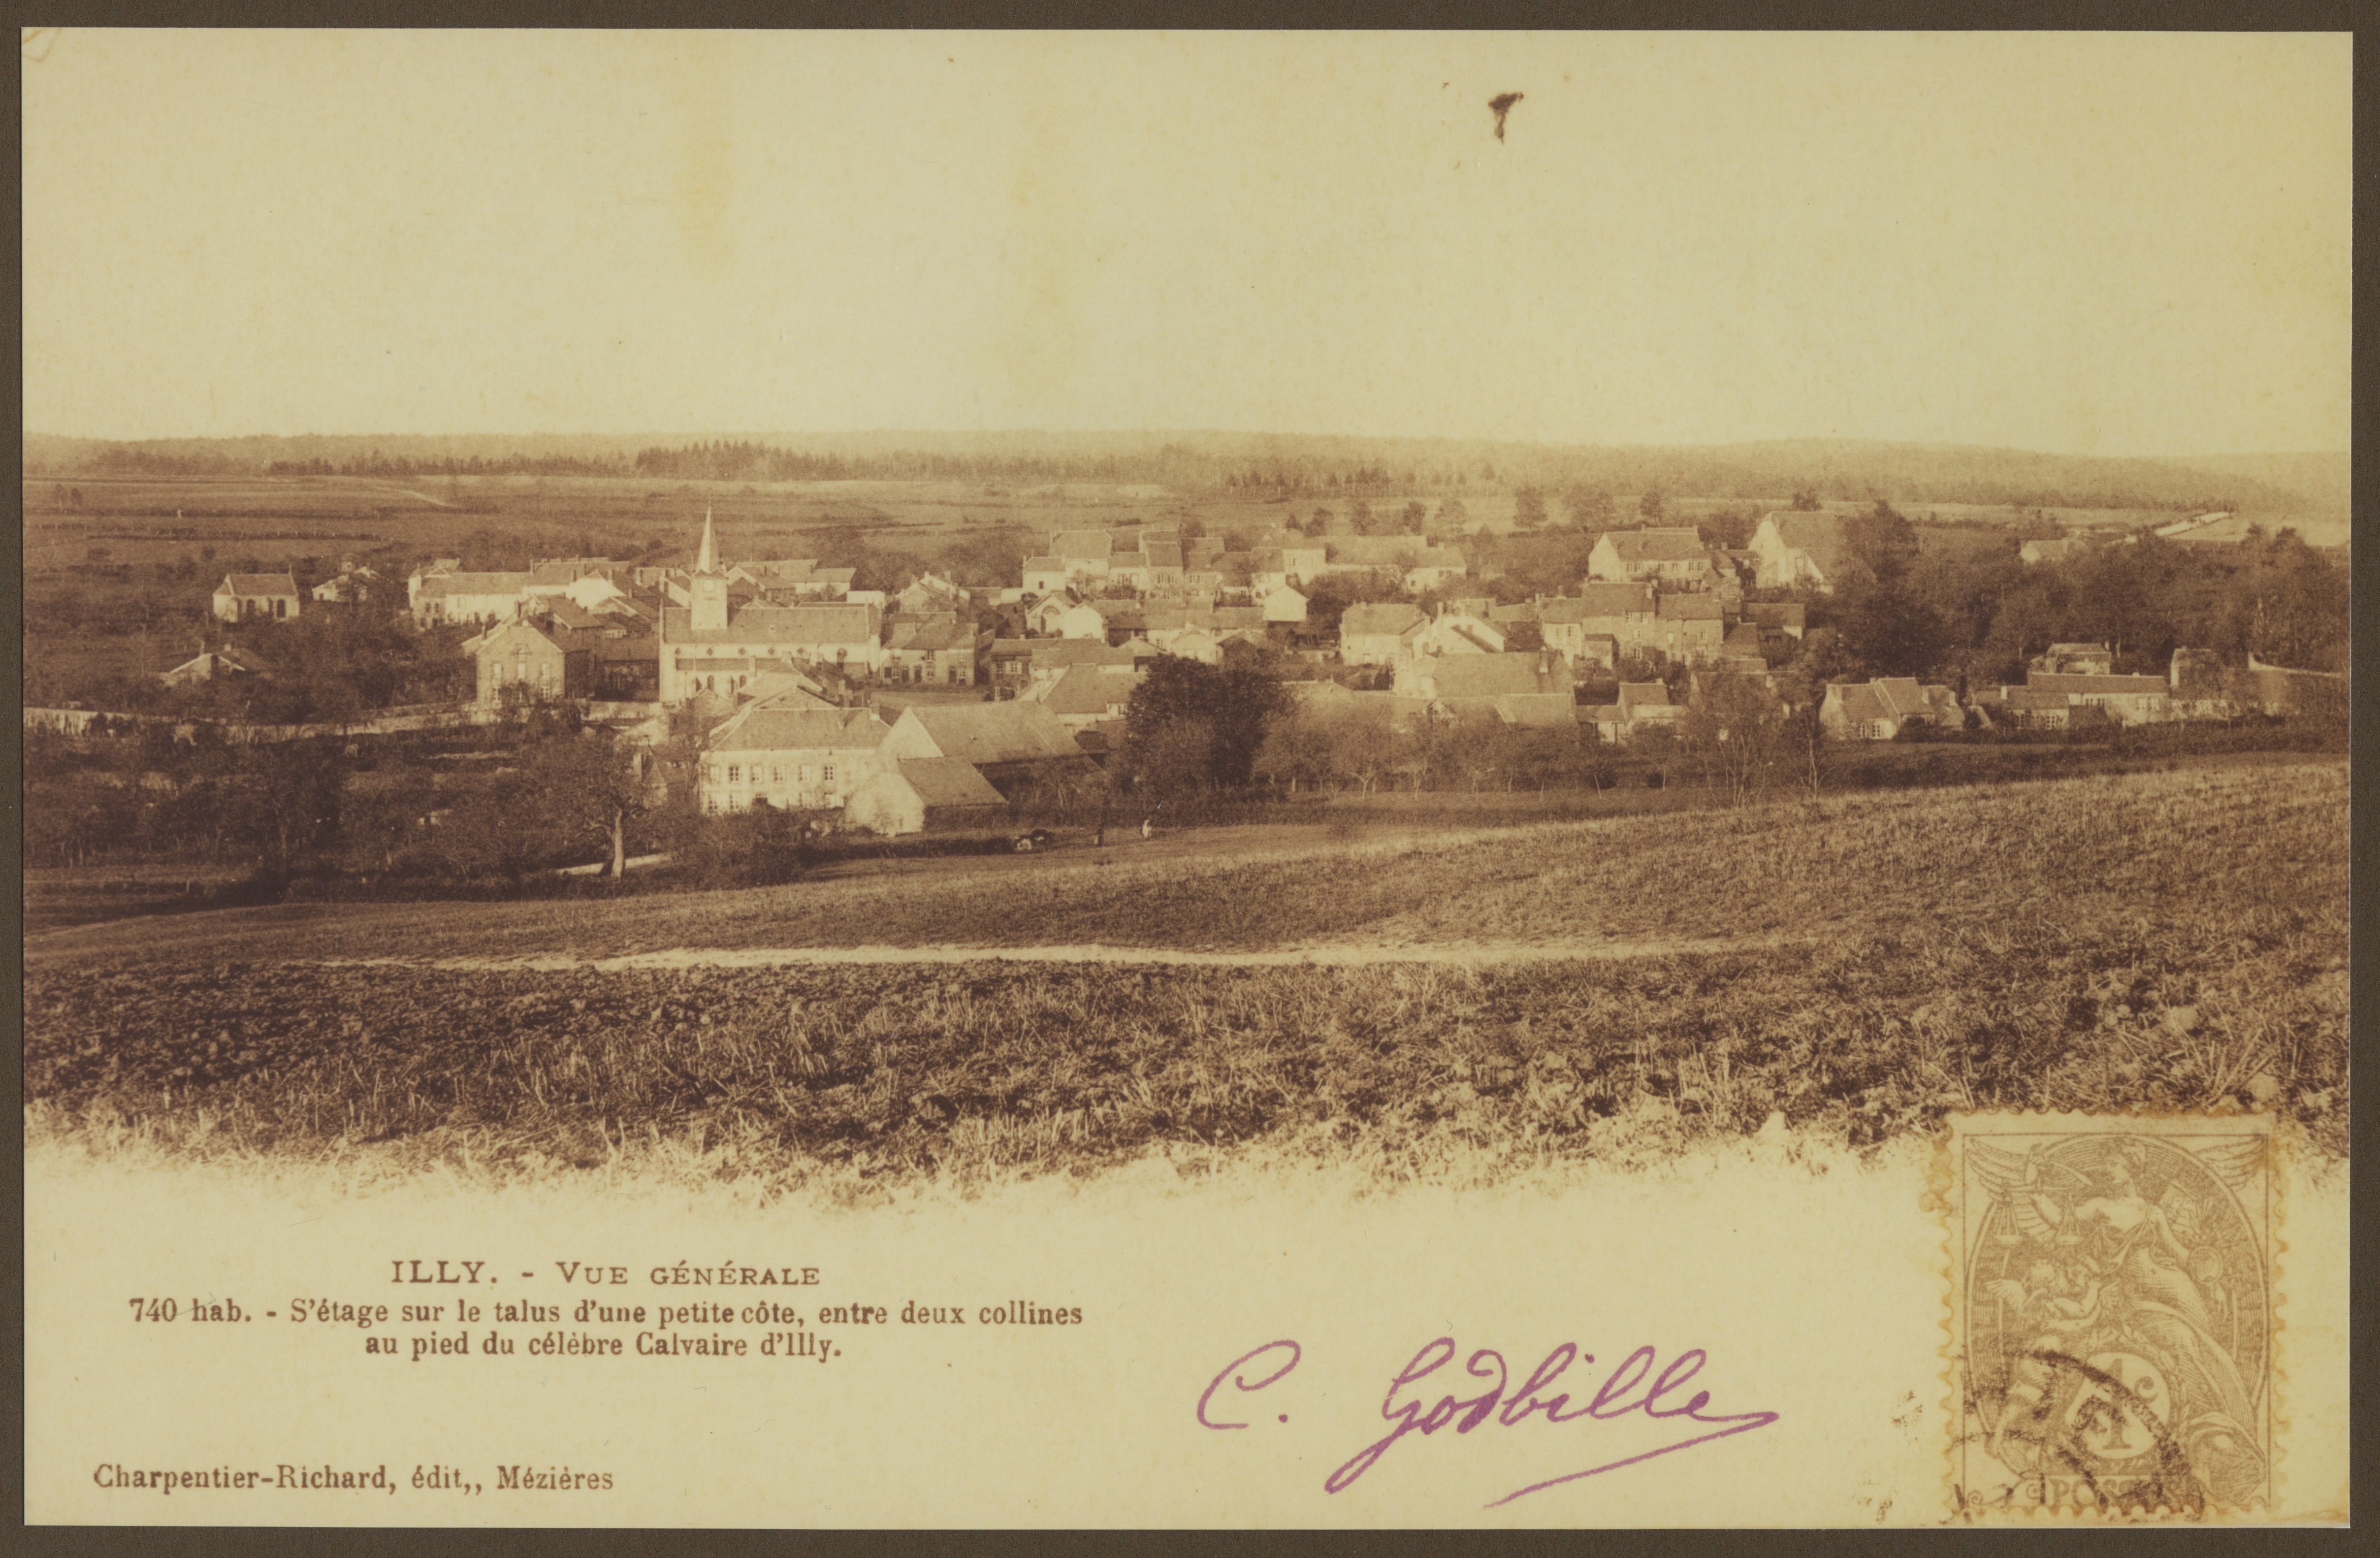 ILLY. - VUE GÉNÉRALE
740 hab. - S'étage sur le talus d'une petite côte, entre deux collines
au pied du célèbre Calvaire d'Illy.
C. Godbille
Charpentier-Richard, édit,, Mézières
1c
POSTES